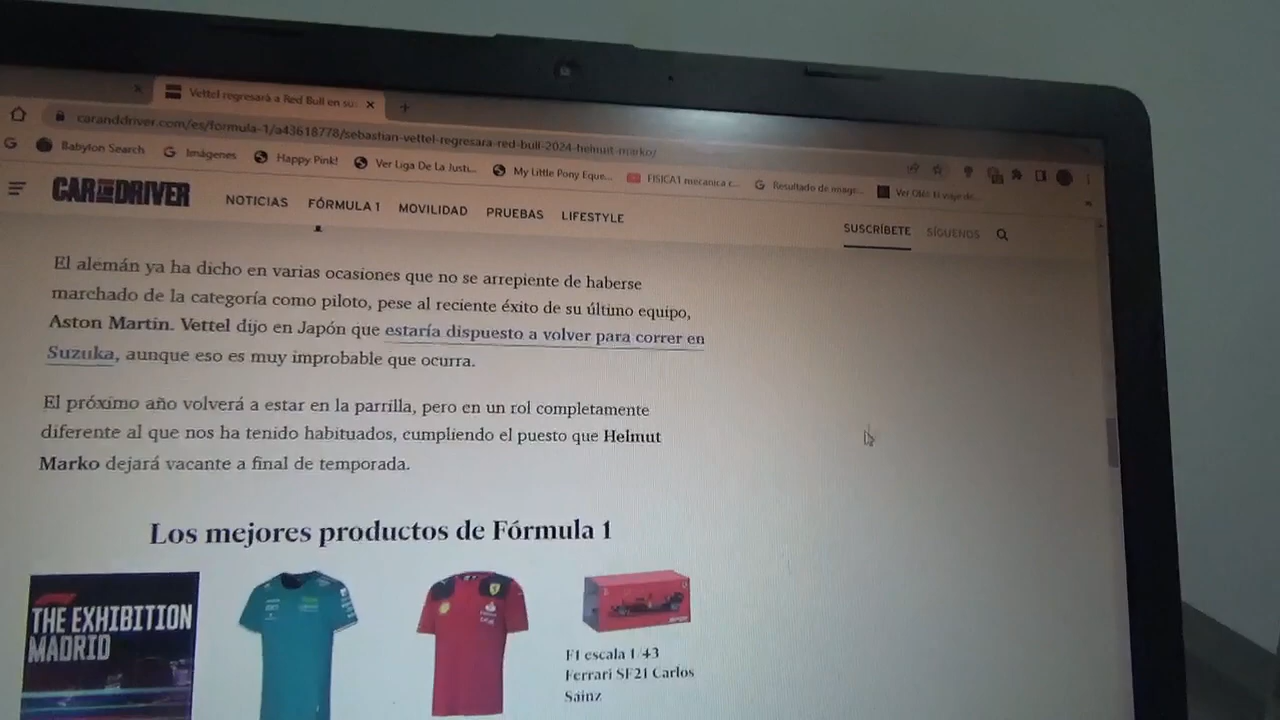 Vettel regresará a Red Bull en su
caranddriver.com/es/formula-1/a43618778/sebastian-vettel-regresara-red-bull-2024-helmut-marko/
Babylon Search
Imágenes
Happy Pink!
Ver Liga De La Justi...
My Little Pony Eque...
FISICA1 mecanica c...
Resultado de imag...
CAR AND DRIVER
NOTICIAS
FÓRMULA 1
MOVILIDAD
PRUEBAS
LIFESTYLE
SUSCRÍBETE
SÍGUENOS
El alemán ya ha dicho en varias ocasiones que no se arrepiente de haberse
marchado de la categoría como piloto, pese al reciente éxito de su último equipo,
Aston Martin. Vettel dijo en Japón que estaría dispuesto a volver para correr en
Suzuka, aunque eso es muy improbable que ocurra.
El próximo año volverá a estar en la parrilla, pero en un rol completamente
diferente al que nos ha tenido habituados, cumpliendo el puesto que Helmut
Marko dejará vacante a final de temporada.
Los mejores productos de Fórmula 1
THE EXHIBITION
MADRID
F1 escala 1/43
Ferrari SF21 Carlos
Sainz